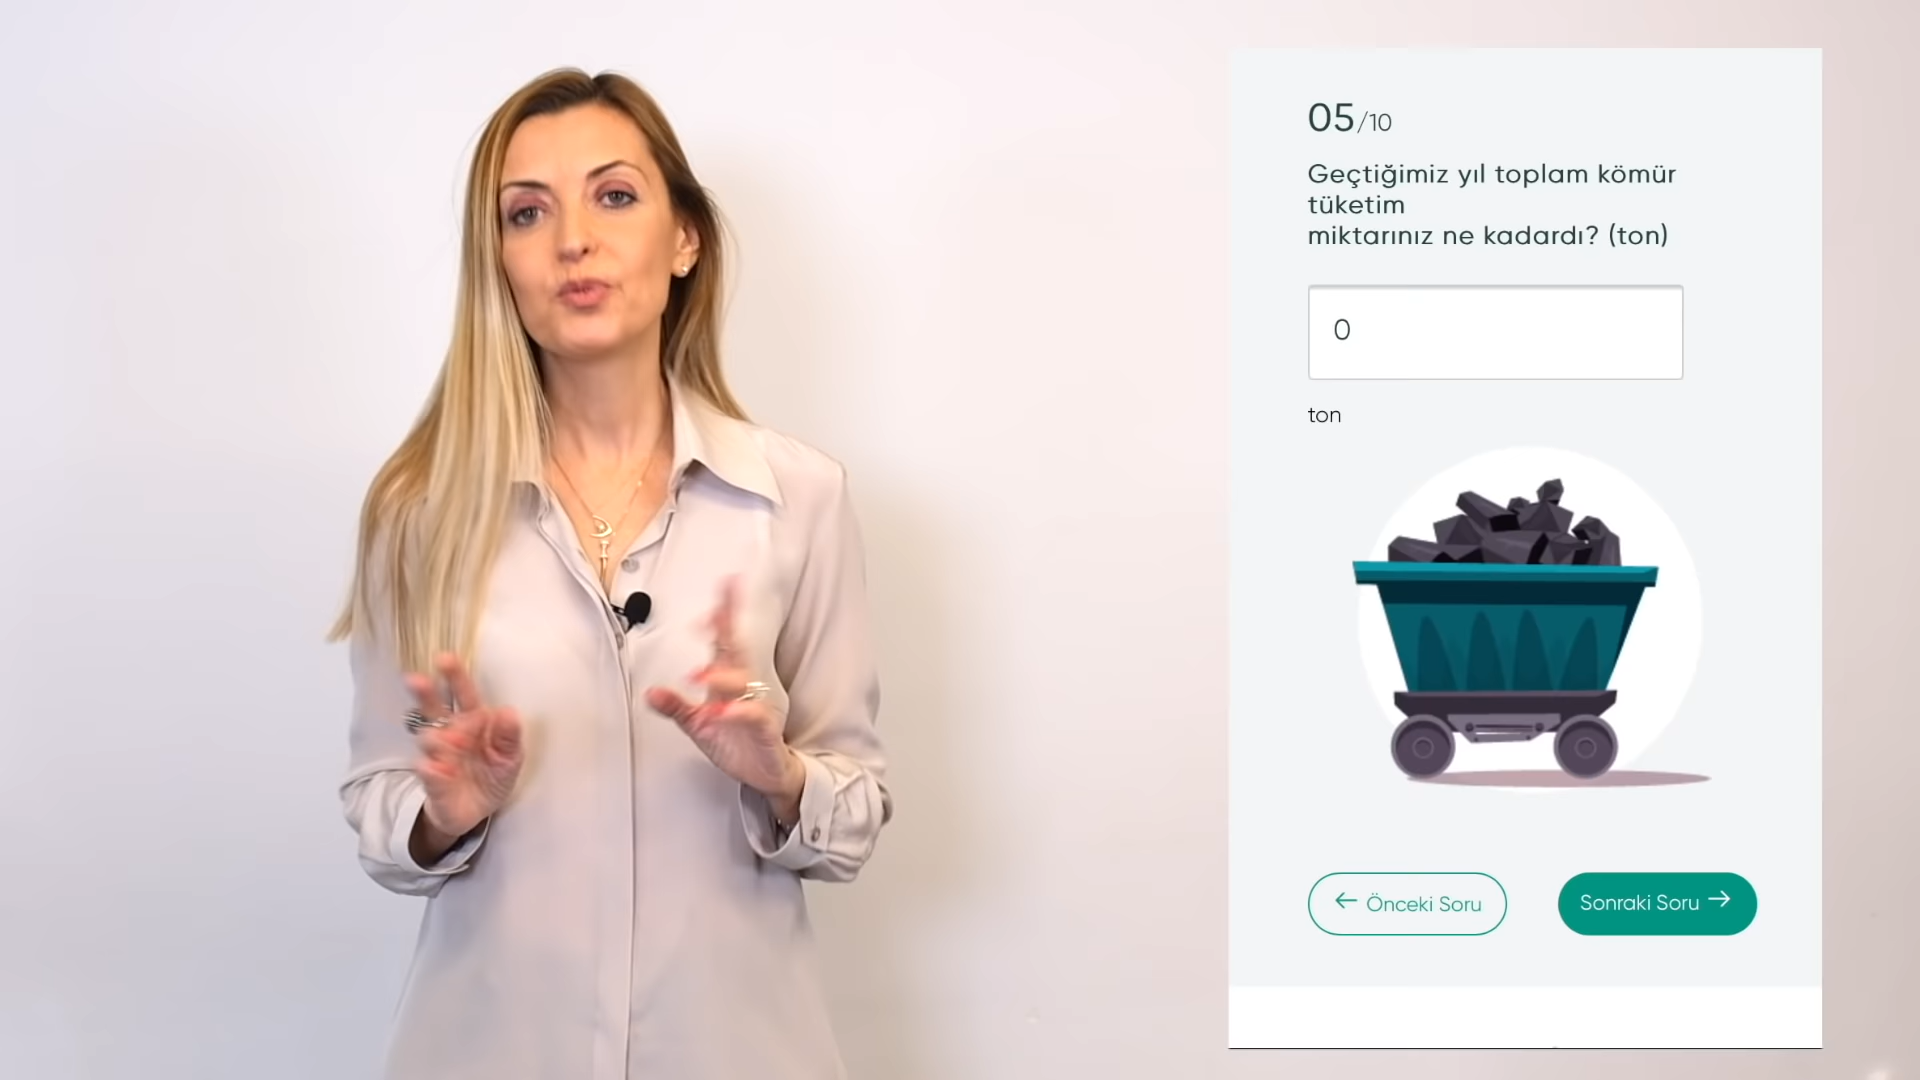 05/10
Geçtiğimiz yıl toplam kömür
tüketim
miktarınız ne kadardı? (ton)
0
ton
← Önceki Soru
Sonraki Soru →